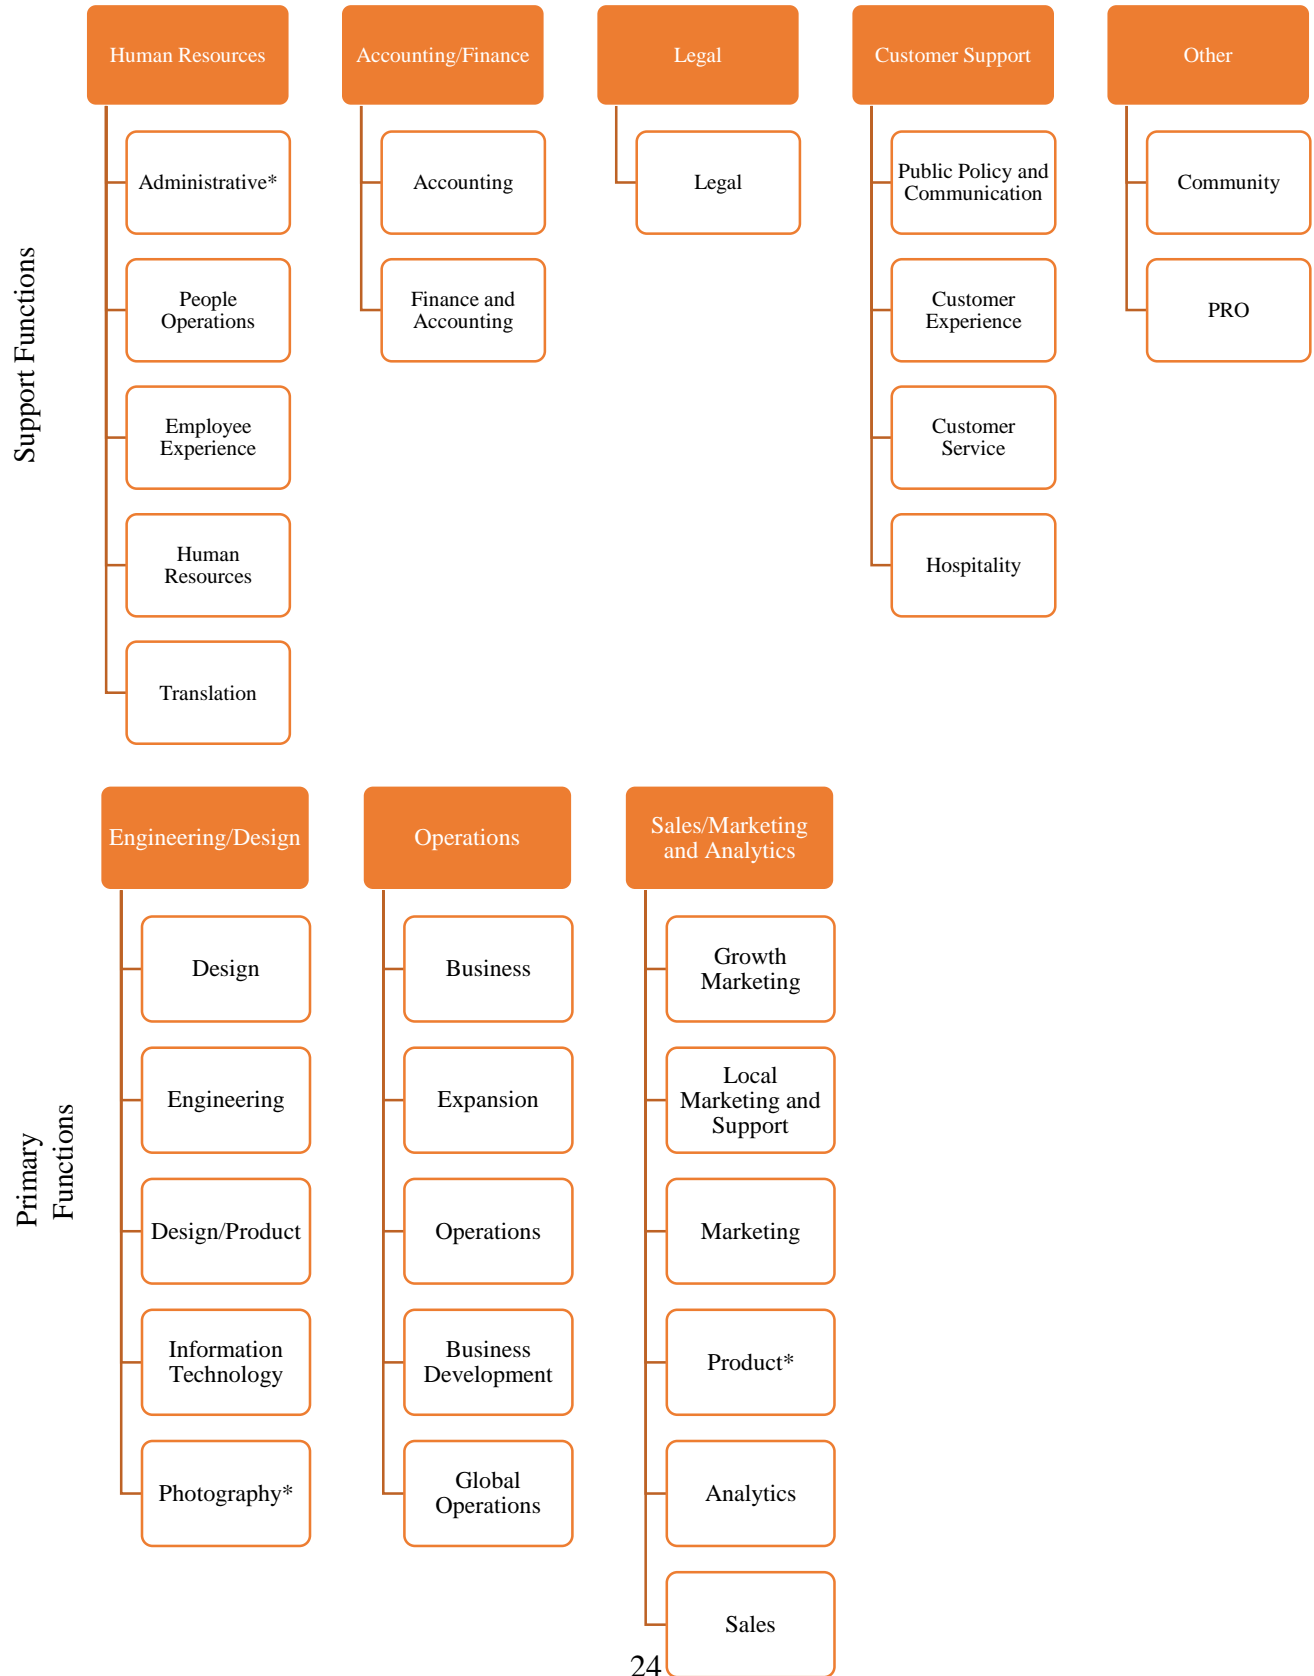 Support Functions
Human Resources
Administrative*
People
Operations
Employee
Experience
Human
Resources
Translation
Accounting/Finance
Accounting
Finance and
Accounting
Legal
Legal
Customer Support
Public Policy and
Communication
Customer
Experience
Customer
Service
Hospitality
Other
Community
PRO
Primary
Functions
Engineering/Design
Design
Engineering
Design/Product
Information
Technology
Photography*
Operations
Business
Expansion
Operations
Business
Development
Global
Operations
Sales/Marketing
and Analytics
Growth
Marketing
Local
Marketing and
Support
Marketing
Product*
Analytics
Sales
24